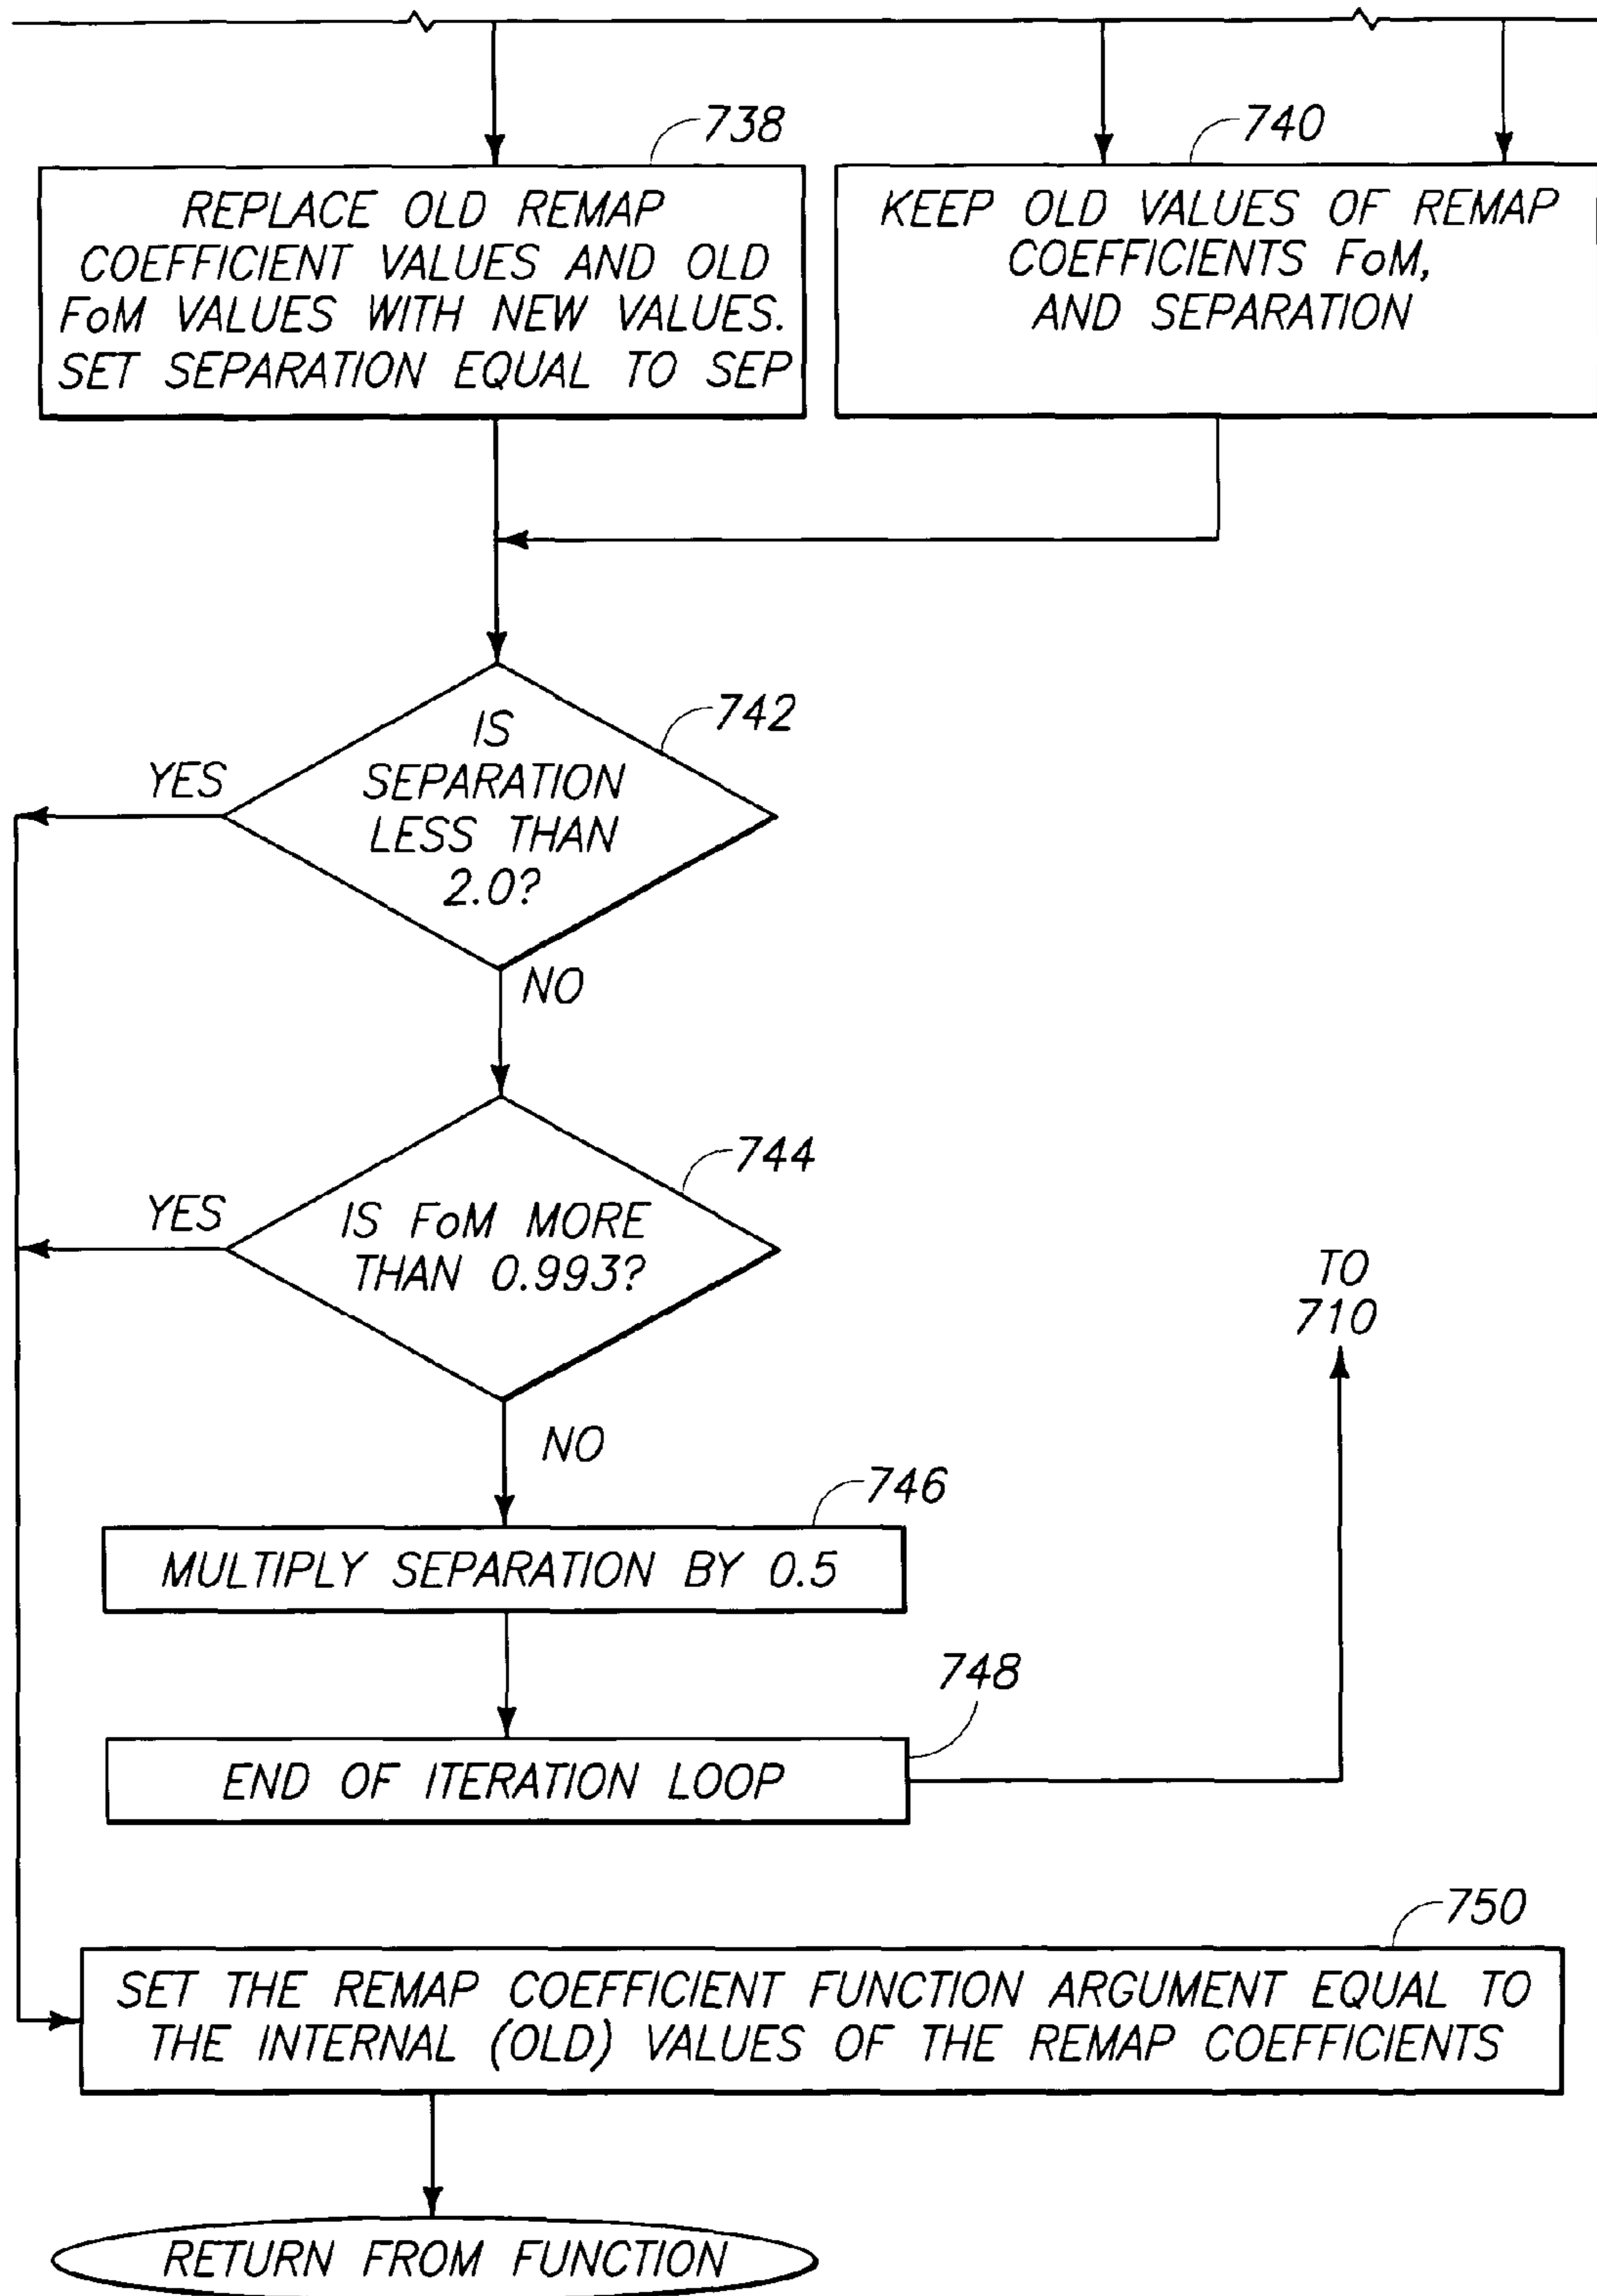 738
REPLACE OLD REMAP
COEFFICIENT VALUES AND OLD
FoM VALUES WITH NEW VALUES.
SET SEPARATION EQUAL TO SEP
740
KEEP OLD VALUES OF REMAP
COEFFICIENTS FoM,
AND SEPARATION
742
IS
SEPARATION
LESS THAN
2.0?
YES
NO
744
IS FoM MORE
THAN 0.993?
YES
NO
TO
710
746
MULTIPLY SEPARATION BY 0.5
748
END OF ITERATION LOOP
750
SET THE REMAP COEFFICIENT FUNCTION ARGUMENT EQUAL TO
THE INTERNAL (OLD) VALUES OF THE REMAP COEFFICIENTS
RETURN FROM FUNCTION